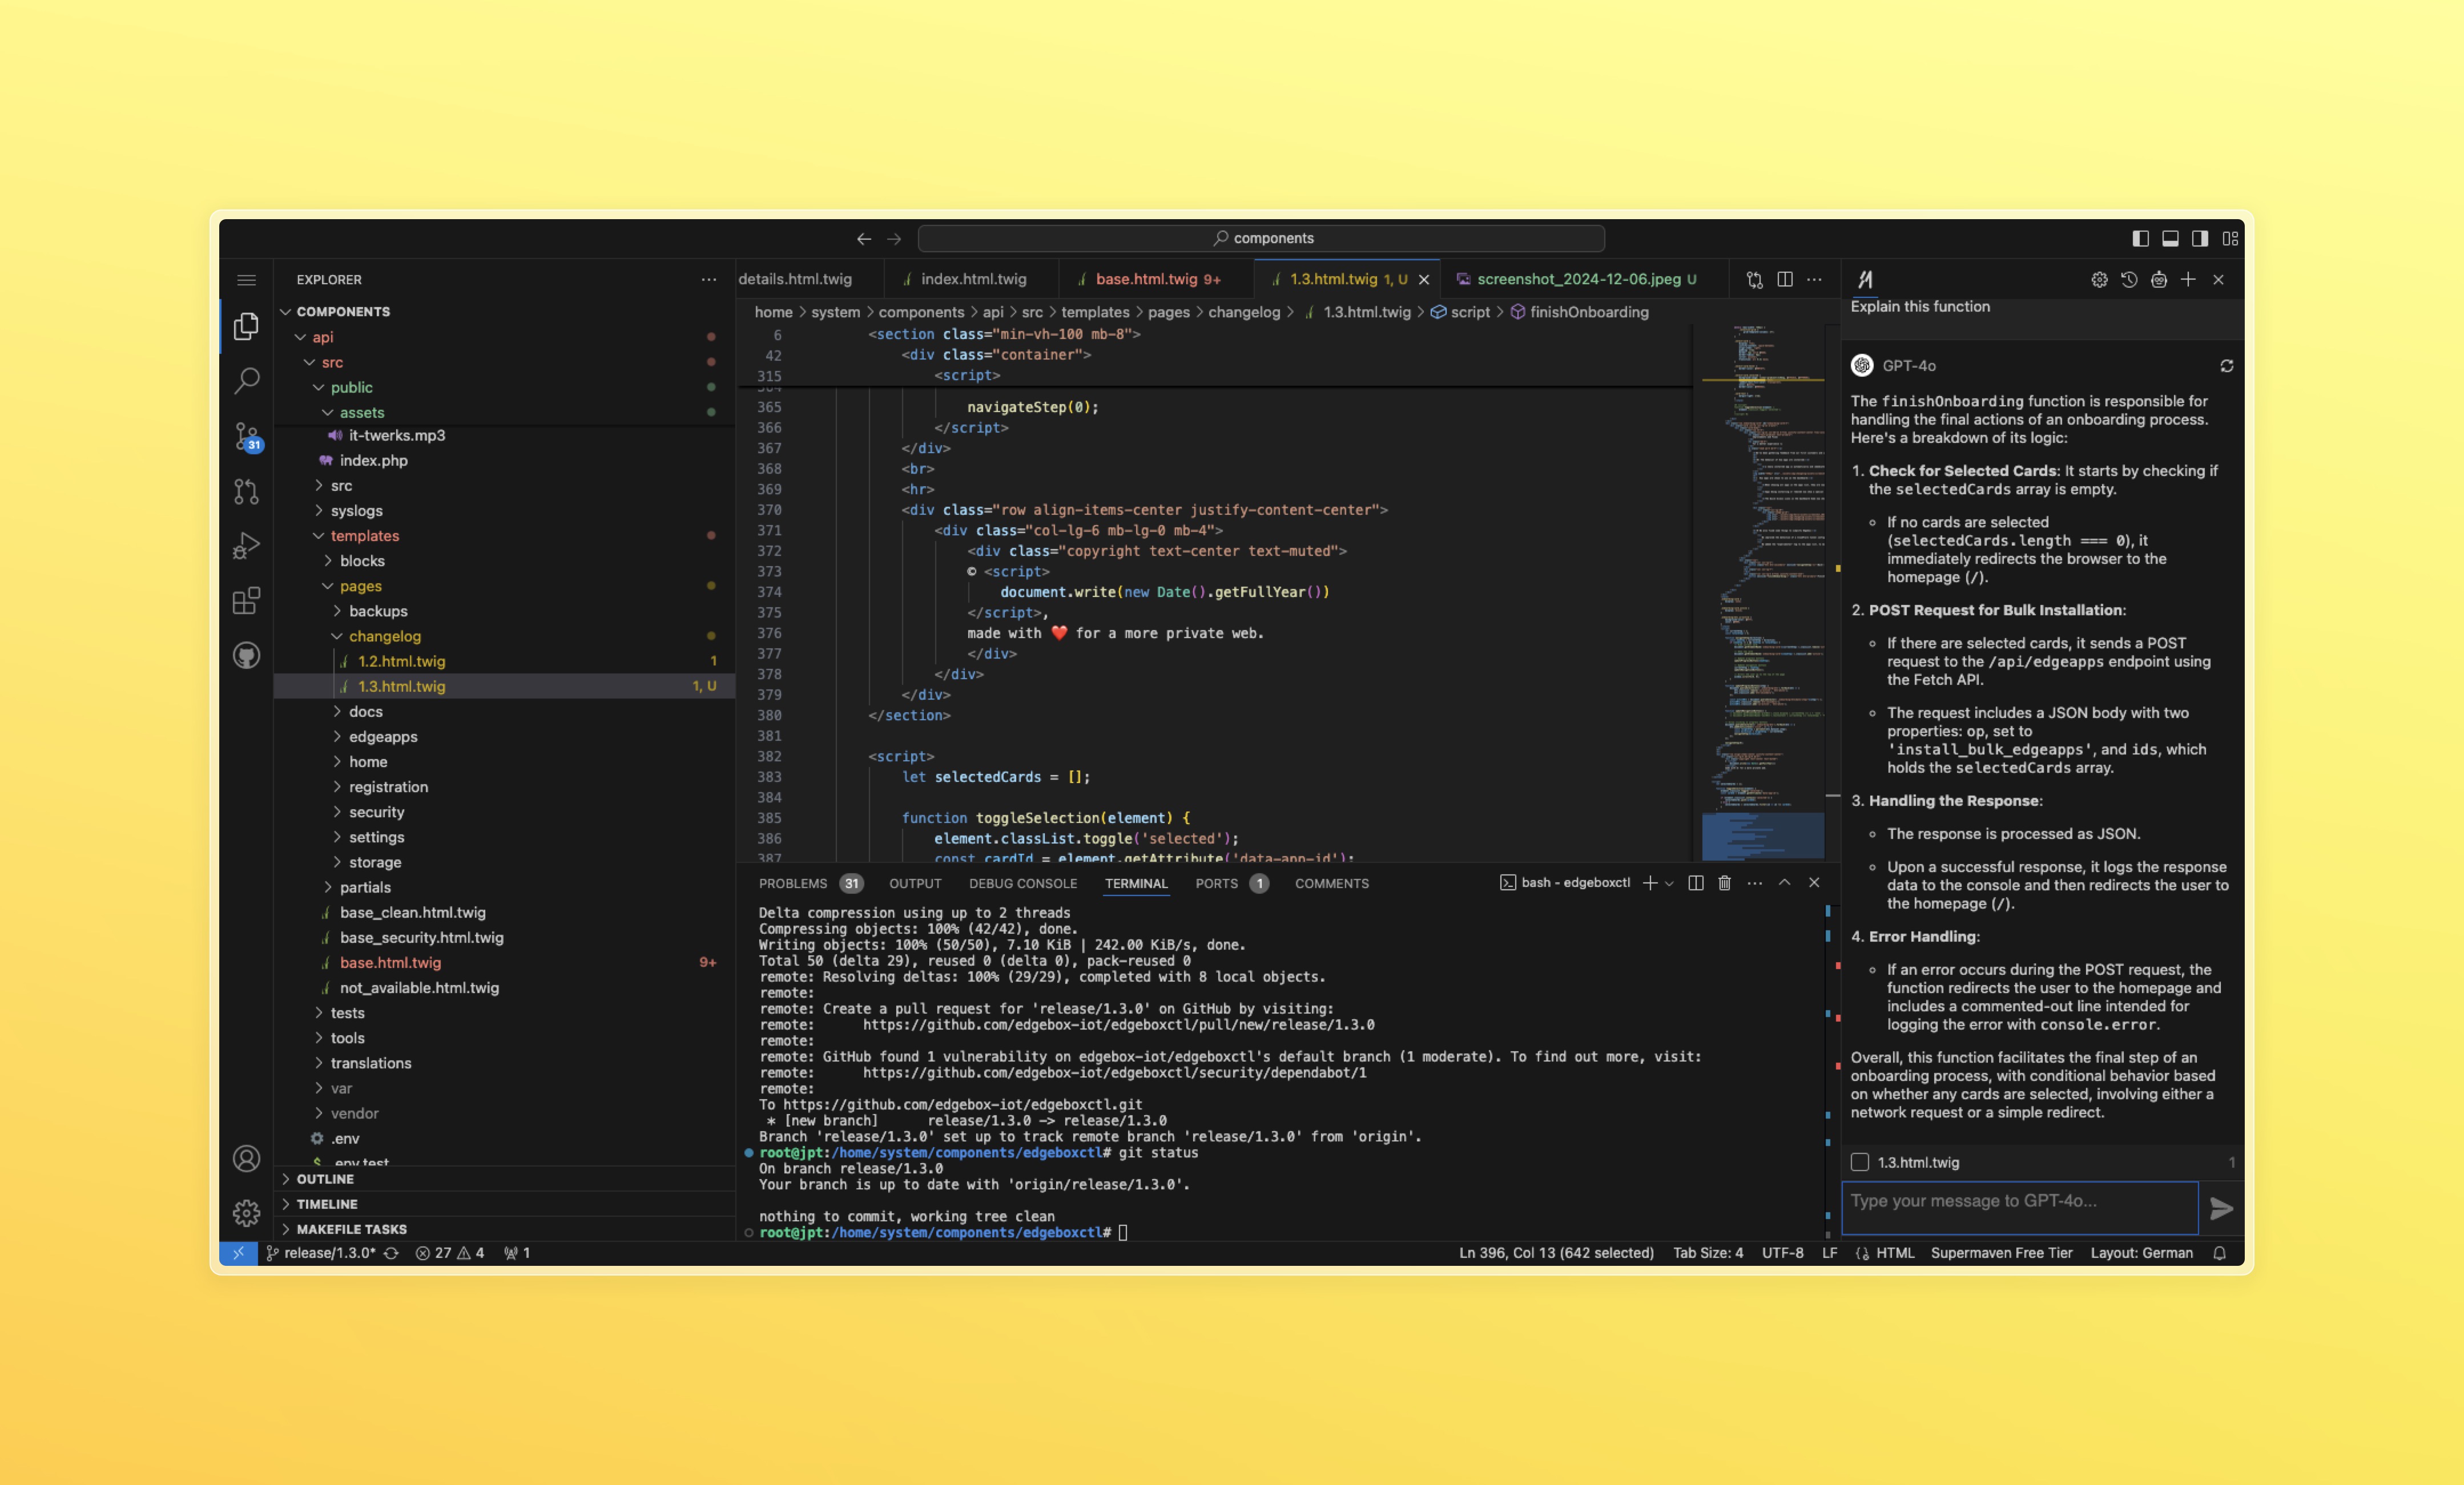 components
EXPLORER
COMPONENTS
api
src
public
assets
it-twerks.mp3
index.php
src
syslogs
templates
blocks
pages
backups
changelog
1.2.html.twig 1
1.3.html.twig 1, U
docs
edgeapps
home
registration
security
settings
storage
partials
base_clean.html.twig
base_security.html.twig
base.html.twig 9+
not_available.html.twig
tests
tools
translations
var
vendor
.env
.env.test
OUTLINE
TIMELINE
MAKEFILE TASKS
31
details.html.twig index.html.twig base.html.twig 9+ 1.3.html.twig 1, U screenshot_2024-12-06.jpeg U
home > system > components > api > src > templates > pages > changelog > 1.3.html.twig > script > finishOnboarding
6 <section class="min-vh-100 mb-8">
42 <div class="container">
315 <script>
364
365 navigateStep(0);
366 </script>
367 </div>
368 <br>
369 <hr>
370 <div class="row align-items-center justify-content-center">
371 <div class="col-lg-6 mb-lg-0 mb-4">
372 <div class="copyright text-center text-muted">
373 © <script>
374 document.write(new Date().getFullYear())
375 </script>,
376 made with ❤️ for a more private web.
377 </div>
378 </div>
379 </div>
380 </section>
381
382 <script>
383 let selectedCards = [];
384
385 function toggleSelection(element) {
386 element.classList.toggle('selected');
387 const cardId = element.getAttribute('data-app-id');
PROBLEMS 31 OUTPUT DEBUG CONSOLE TERMINAL PORTS 1 COMMENTS bash - edgeboxctl
Delta compression using up to 2 threads
Compressing objects: 100% (42/42), done.
Writing objects: 100% (50/50), 7.10 KiB | 242.00 KiB/s, done.
Total 50 (delta 29), reused 0 (delta 0), pack-reused 0
remote: Resolving deltas: 100% (29/29), completed with 8 local objects.
remote:
remote: Create a pull request for 'release/1.3.0' on GitHub by visiting:
remote: https://github.com/edgebox-iot/edgeboxctl/pull/new/release/1.3.0
remote:
remote: GitHub found 1 vulnerability on edgebox-iot/edgeboxctl's default branch (1 moderate). To find out more, visit:
remote: https://github.com/edgebox-iot/edgeboxctl/security/dependabot/1
remote:
To https://github.com/edgebox-iot/edgeboxctl.git
* [new branch] release/1.3.0 -> release/1.3.0
Branch 'release/1.3.0' set up to track remote branch 'release/1.3.0' from 'origin'.
root@jpt:/home/system/components/edgeboxctl# git status
On branch release/1.3.0
Your branch is up to date with 'origin/release/1.3.0'.
nothing to commit, working tree clean
root@jpt:/home/system/components/edgeboxctl#
Explain this function
GPT-4o
The finishOnboarding function is responsible for
handling the final actions of an onboarding process.
Here's a breakdown of its logic:
1. Check for Selected Cards: It starts by checking if
the selectedCards array is empty.
If no cards are selected
(selectedCards.length === 0), it
immediately redirects the browser to the
homepage (/).
2. POST Request for Bulk Installation:
If there are selected cards, it sends a POST
request to the /api/edgeapps endpoint using
the Fetch API.
The request includes a JSON body with two
properties: op, set to
'install_bulk_edgeapps', and ids, which
holds the selectedCards array.
3. Handling the Response:
The response is processed as JSON.
Upon a successful response, it logs the response
data to the console and then redirects the user to
the homepage (/).
4. Error Handling:
If an error occurs during the POST request, the
function redirects the user to the homepage and
includes a commented-out line intended for
logging the error with console.error.
Overall, this function facilitates the final step of an
onboarding process, with conditional behavior based
on whether any cards are selected, involving either a
network request or a simple redirect.
1.3.html.twig 1
Type your message to GPT-4o...
release/1.3.0* 27 4 1 Ln 396, Col 13 (642 selected) Tab Size: 4 UTF-8 LF HTML Supermaven Free Tier Layout: German